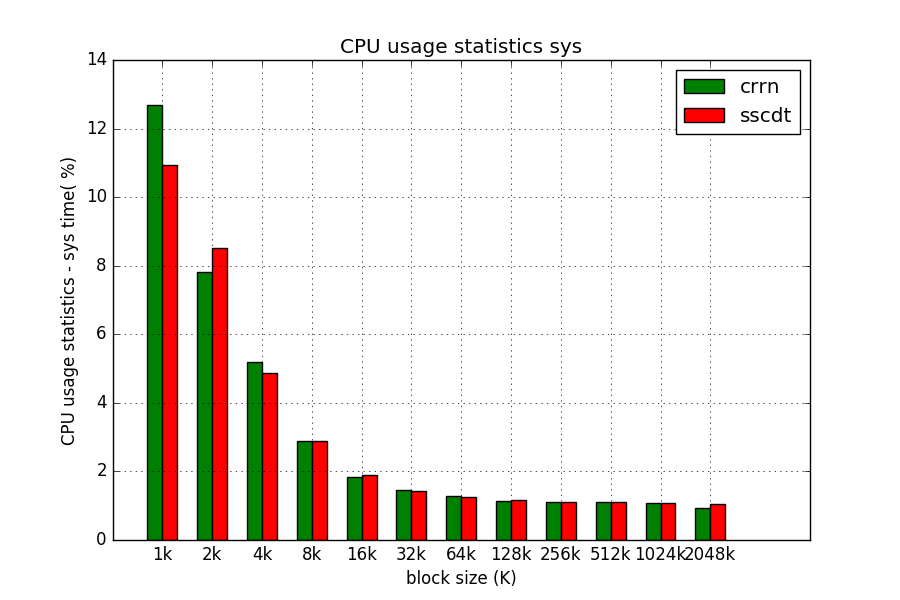 CPU usage statistics sys
14
12
10
8
6
4
2
0
CPU usage statistics - sys time( %)
crrn
sscdt
1k 2k 4k 8k 16k 32k 64k 128k 256k 512k 1024k 2048k
block size (K)